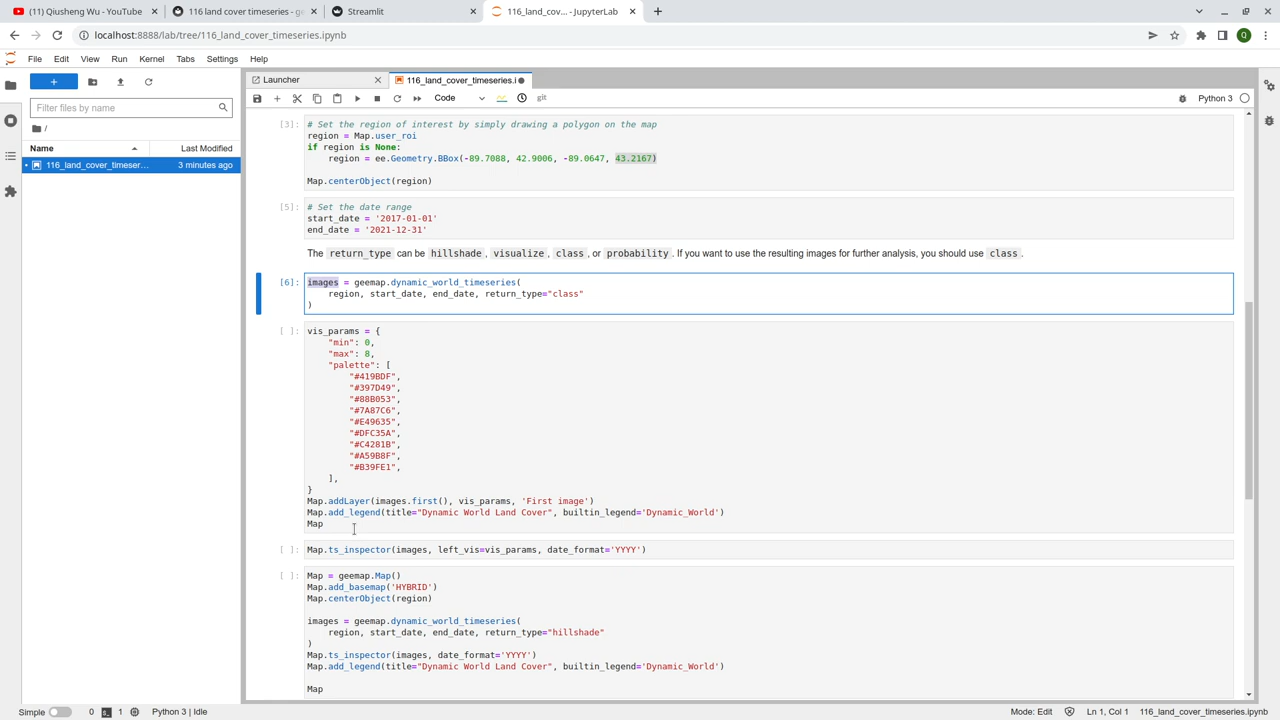 (11) Qiusheng Wu - YouTube
116 land cover timeseries - ge
Streamlit
116_land_cov... - JupyterLab
localhost:8888/lab/tree/116_land_cover_timeseries.ipynb
Q
File Edit View Run Kernel Tabs Settings Help
Filter files by name
/
Name Last Modified
116_land_cover_timeser... 3 minutes ago
Launcher
116_land_cover_timeseries.i
Code
git
Python 3
[3]:
# Set the region of interest by simply drawing a polygon on the map
region = Map.user_roi
if region is None:
    region = ee.Geometry.BBox(-89.7088, 42.9006, -89.0647, 43.2167)
Map.centerObject(region)
[5]:
# Set the date range
start_date = '2017-01-01'
end_date = '2021-12-31'
The return_type can be hillshade, visualize, class, or probability. If you want to use the resulting images for further analysis, you should use class.
[6]:
images = geemap.dynamic_world_timeseries(
    region, start_date, end_date, return_type="class"
)
[ ]:
vis_params = {
    "min": 0,
    "max": 8,
    "palette": [
        "#419BDF",
        "#397D49",
        "#88B053",
        "#7A87C6",
        "#E49635",
        "#DFC35A",
        "#C4281B",
        "#A59B8F",
        "#B39FE1",
    ],
}
Map.addLayer(images.first(), vis_params, 'First image')
Map.add_legend(title="Dynamic World Land Cover", builtin_legend='Dynamic_World')
Map
[ ]:
Map.ts_inspector(images, left_vis=vis_params, date_format='YYYY')
[ ]:
Map = geemap.Map()
Map.add_basemap('HYBRID')
Map.centerObject(region)
images = geemap.dynamic_world_timeseries(
    region, start_date, end_date, return_type="hillshade"
)
Map.ts_inspector(images, date_format='YYYY')
Map.add_legend(title="Dynamic World Land Cover", builtin_legend='Dynamic_World')
Map
Simple 0 1 Python 3 | Idle Mode: Edit Ln 1, Col 1 116_land_cover_timeseries.ipynb